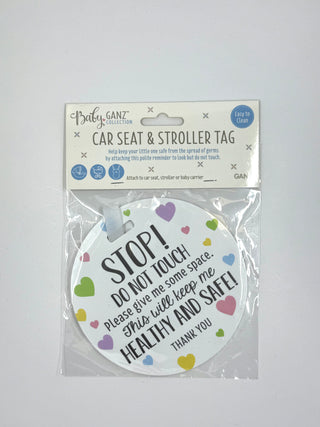 Baby GANZ™
COLLECTION
Easy to
Clean
CAR SEAT & STROLLER TAG
Help keep your little one safe from the spread of germs
by attaching this polite reminder to look but do not touch.
Attach to car seat, stroller or baby carrier
GAN
STOP!
DO NOT TOUCH
Please give me some space.
This will keep me
HEALTHY AND SAFE!
THANK YOU